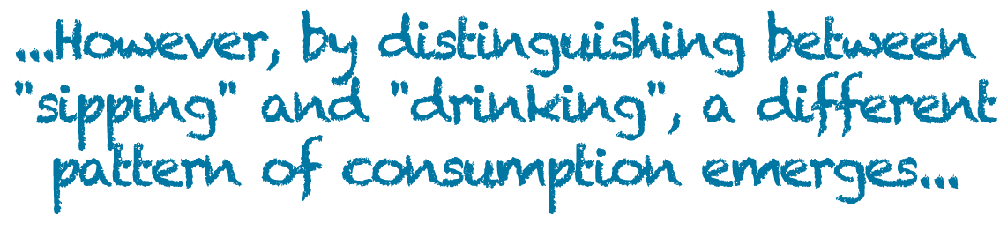 ...However, by distinguishing between
"sipping" and "drinking", a different
pattern of consumption emerges...